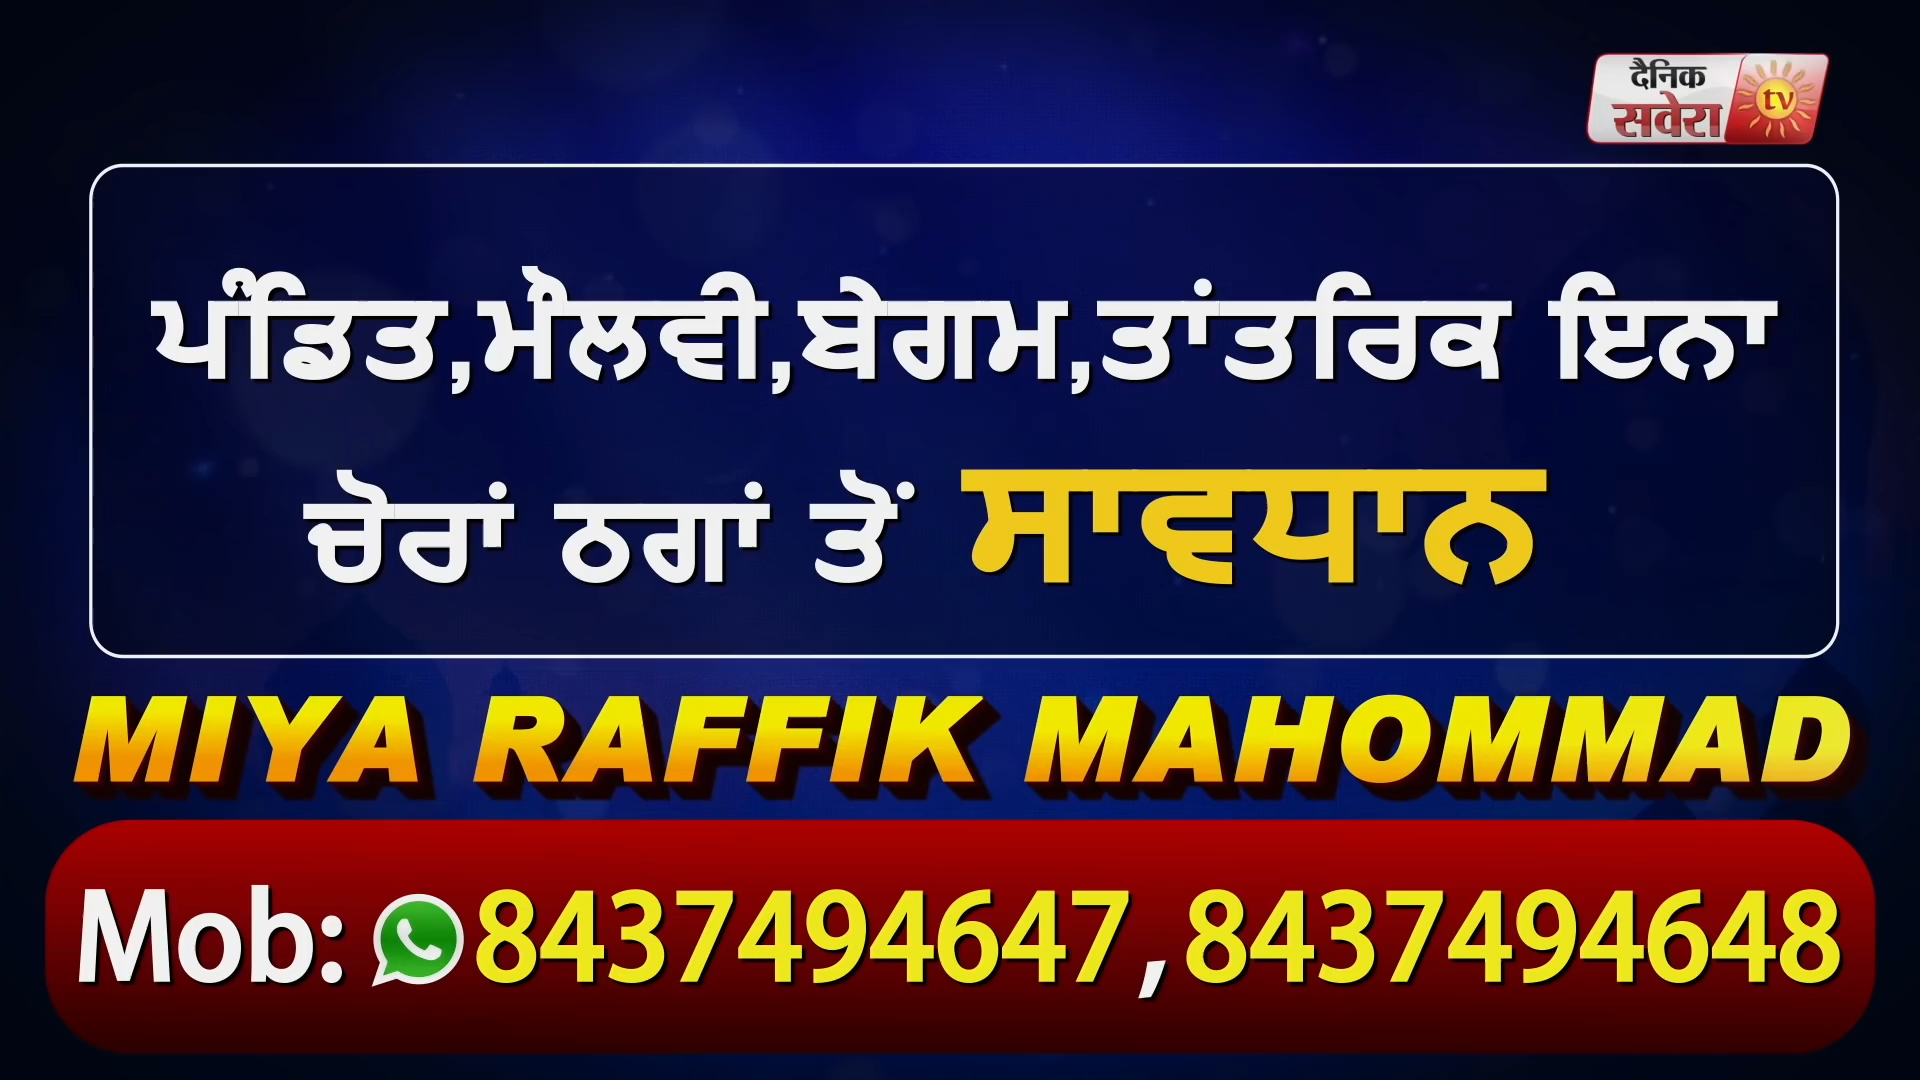 दैनिक
सवेरा tv
ਪੰਡਿਤ,ਮੌਲਵੀ,ਬੇਗਮ,ਤਾਂਤਰਿਕ ਇਨਾ
ਚੋਰਾਂ ਠਗਾਂ ਤੋਂ ਸਾਵਧਾਨ
MIYA RAFFIK MAHOMMAD
Mob: 8437494647, 8437494648